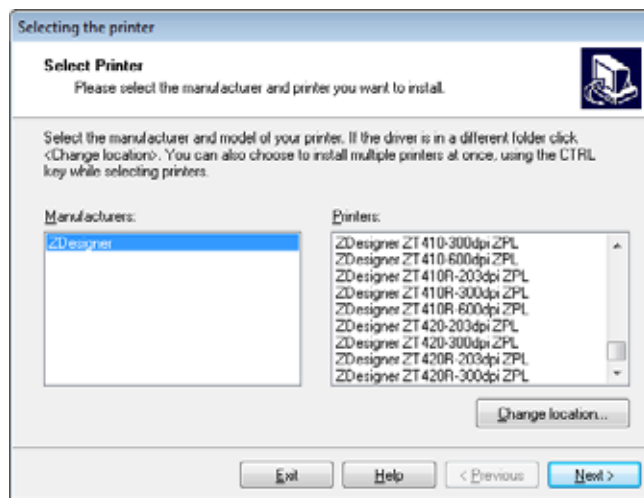 Selecting the printer
Select Printer
Please select the manufacturer and printer you want to install.
Select the manufacturer and model of your printer. If the driver is in a different folder click
<Change location>. You can also choose to install multiple printers at once, using the CTRL
key while selecting printers.
Manufacturers:
ZDesigner
Printers:
ZDesigner ZT410-300dpi ZPL
ZDesigner ZT410-600dpi ZPL
ZDesigner ZT410R-203dpi ZPL
ZDesigner ZT410R-300dpi ZPL
ZDesigner ZT410R-600dpi ZPL
ZDesigner ZT420-203dpi ZPL
ZDesigner ZT420-300dpi ZPL
ZDesigner ZT420R-203dpi ZPL
ZDesigner ZT420R-300dpi ZPL
Change location...
Exit
Help
< Previous
Next >